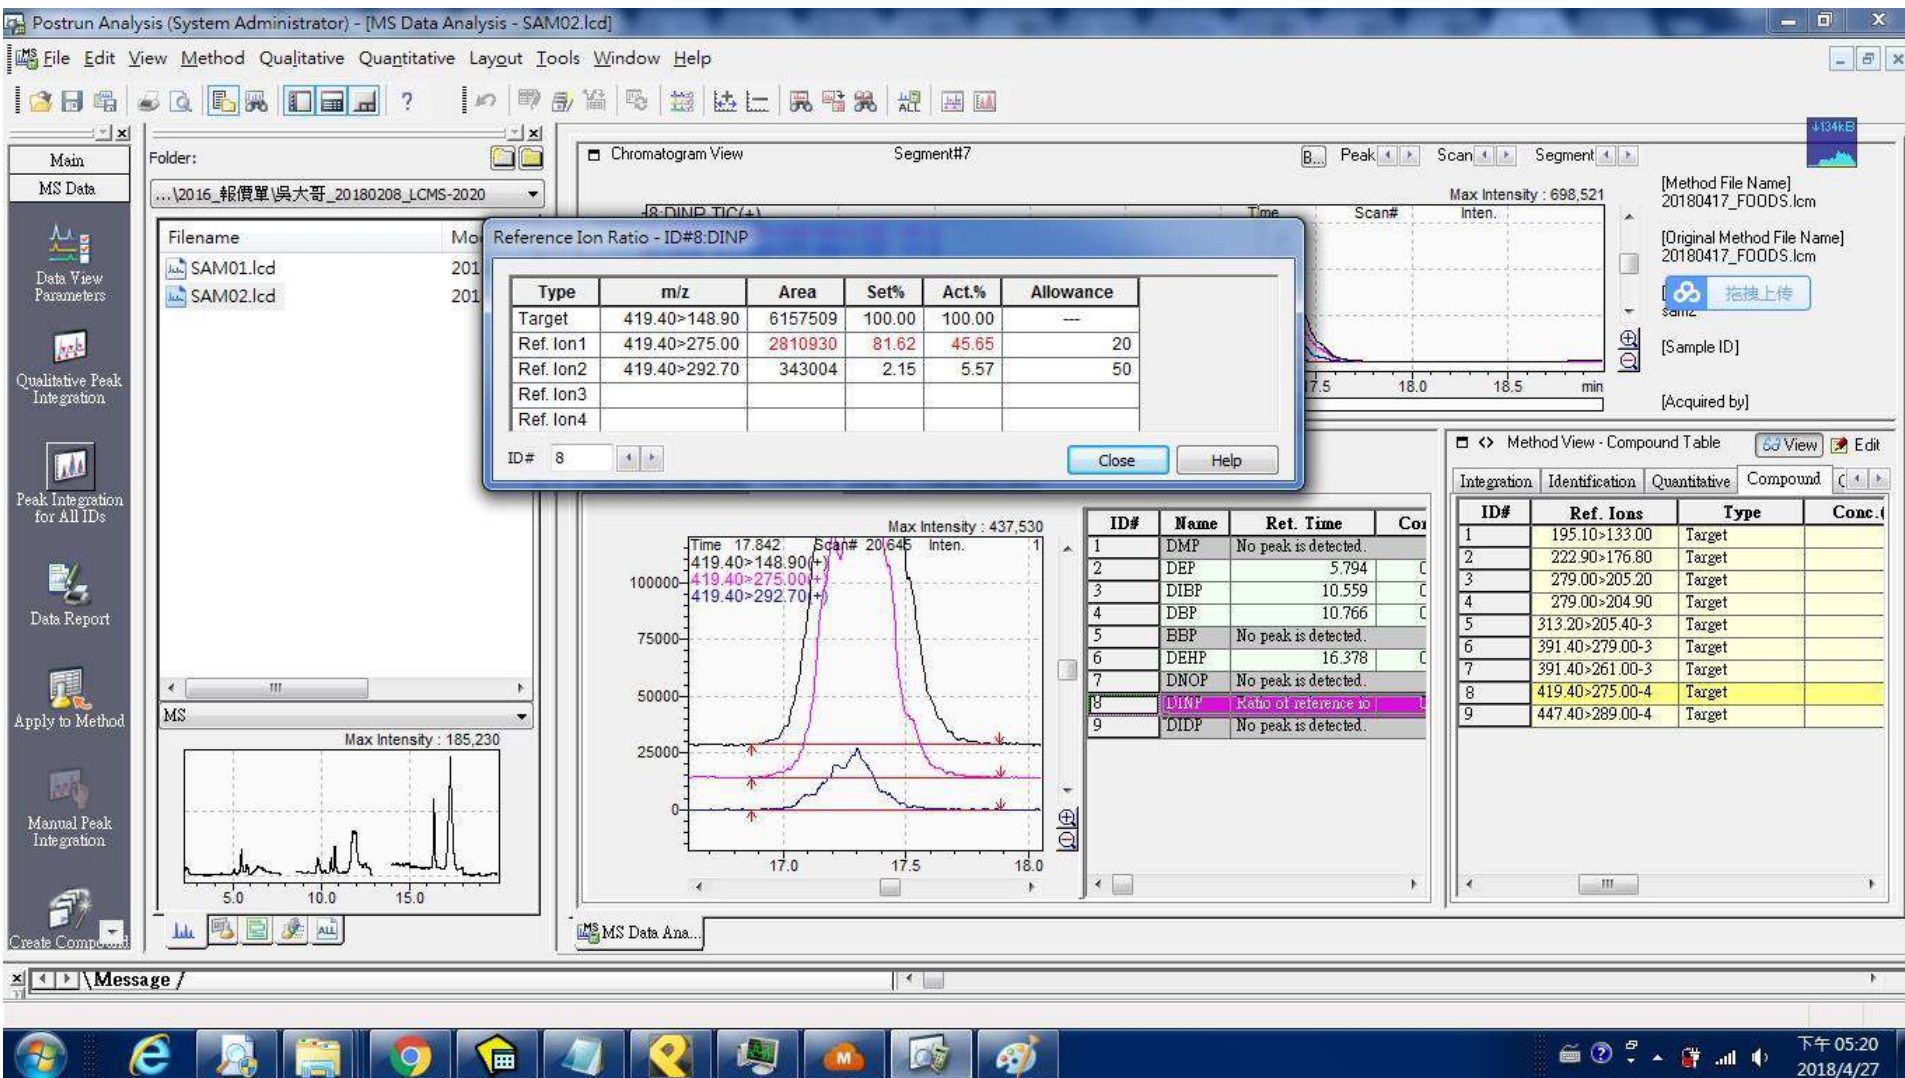 Postrun Analysis (System Administrator) - [MS Data Analysis - SAM02.lcd]
File Edit View Method Qualitative Quantitative Layout Tools Window Help
Main
MS Data
Data View
Parameters
Qualitative Peak
Integration
Peak Integration
for All IDs
Data Report
Apply to Method
Manual Peak
Integration
Create Compound
Folder:
...\2016_報價單\吳大哥_20180208_LCMS-2020
Filename Mo
SAM01.lcd 201
SAM02.lcd 201
MS
Max Intensity : 185,230
5.0 10.0 15.0
ALL
Chromatogram View Segment#7 B... Peak Scan Segment
Max Intensity : 698,521
8:DINP TIC(+) Time Scan# Inten.
7.5 18.0 18.5 min
[Method File Name]
20180417_FOODS.lcm
[Original Method File Name]
20180417_FOODS.lcm
拖拽上传
sam2
[Sample ID]
[Acquired by]
↓134kB
Reference Ion Ratio - ID#8:DINP
Type m/z Area Set% Act.% Allowance
Target 419.40>148.90 6157509 100.00 100.00 ---
Ref. Ion1 419.40>275.00 2810930 81.62 45.65 20
Ref. Ion2 419.40>292.70 343004 2.15 5.57 50
Ref. Ion3
Ref. Ion4
ID# 8 Close Help
Max Intensity : 437,530
Time 17.842 Scan# 20,645 Inten. 1
419.40>148.90(+)
419.40>275.00(+)
419.40>292.70(+)
100000
75000
50000
25000
0
17.0 17.5 18.0
ID# Name Ret. Time Co
1 DMP No peak is detected.
2 DEP 5.794
3 DIBP 10.559
4 DBP 10.766
5 BBP No peak is detected.
6 DEHP 16.378
7 DNOP No peak is detected.
8 DINP Ratio of reference io
9 DIDP No peak is detected.
Method View - Compound Table View Edit
Integration Identification Quantitative Compound
ID# Ref. Ions Type Conc.(
1 195.10>133.00 Target
2 222.90>176.80 Target
3 279.00>205.20 Target
4 279.00>204.90 Target
5 313.20>205.40-3 Target
6 391.40>279.00-3 Target
7 391.40>261.00-3 Target
8 419.40>275.00-4 Target
9 447.40>289.00-4 Target
MS Data Ana...
Message
下午 05:20
2018/4/27